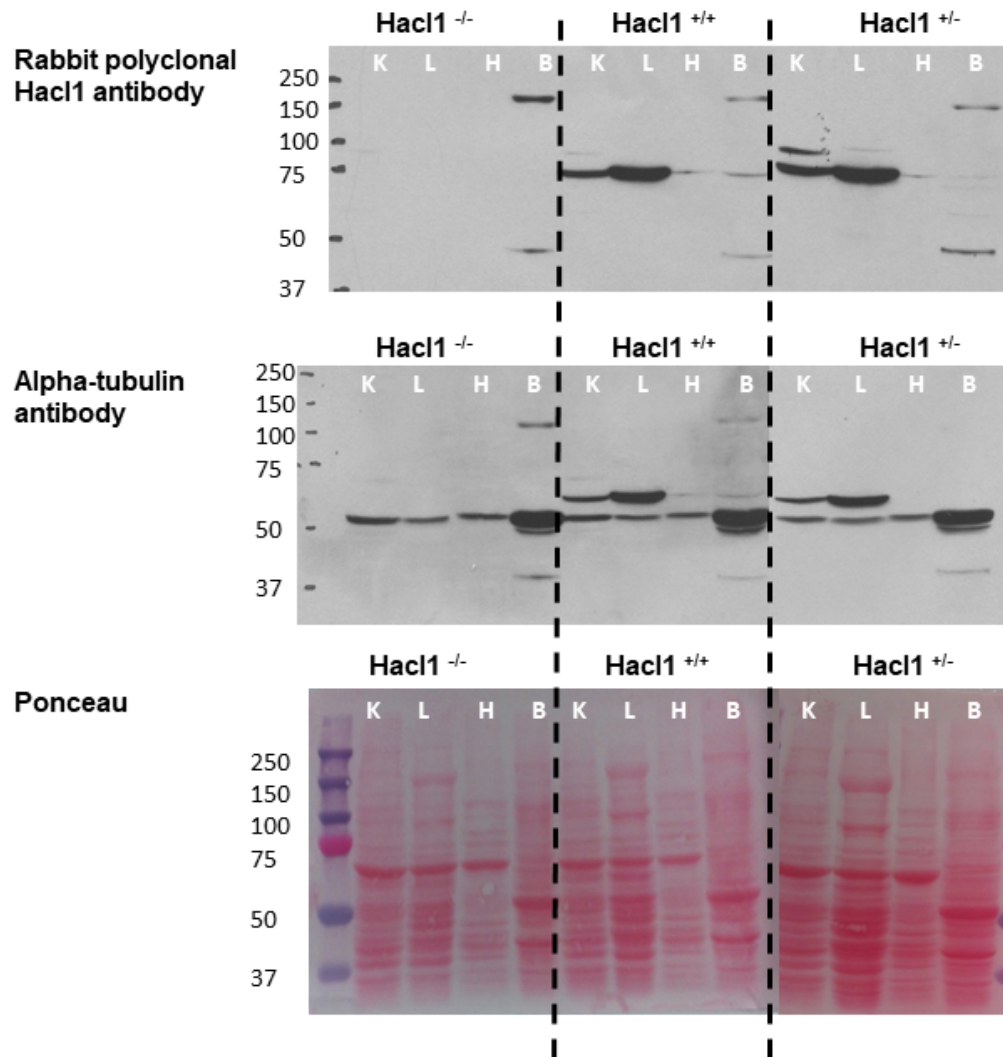 Hacl1 -/- Hacl1 +/+ Hacl1 +/-
Rabbit polyclonal
Hacl1 antibody
K L H B K L H B K L H B
250
150
100
75
50
37
Hacl1 -/- Hacl1 +/+ Hacl1 +/-
Alpha-tubulin
antibody
K L H B K L H B K L H B
250
150
100
75
50
37
Hacl1 -/- Hacl1 +/+ Hacl1 +/-
Ponceau
K L H B K L H B K L H B
250
150
100
75
50
37